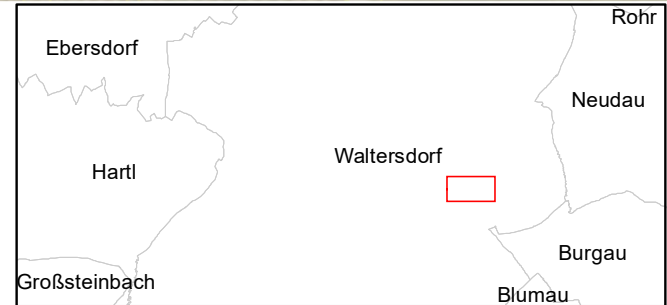 Rohr
Ebersdorf
Neudau
Waltersdorf
Hartl
Burgau
Großsteinbach
Blumau